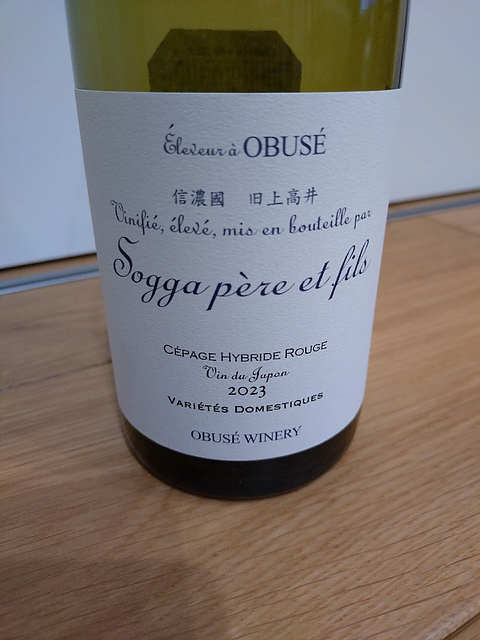 Éleveur à OBUSÉ
信濃國 旧上高井
Vinifié, élevé, mis en bouteille par
Sogga père et fils
CÉPAGE HYBRIDE ROUGE
Vin du Japon
2023
VARIÉTÉS DOMESTIQUES
OBUSÉ WINERY